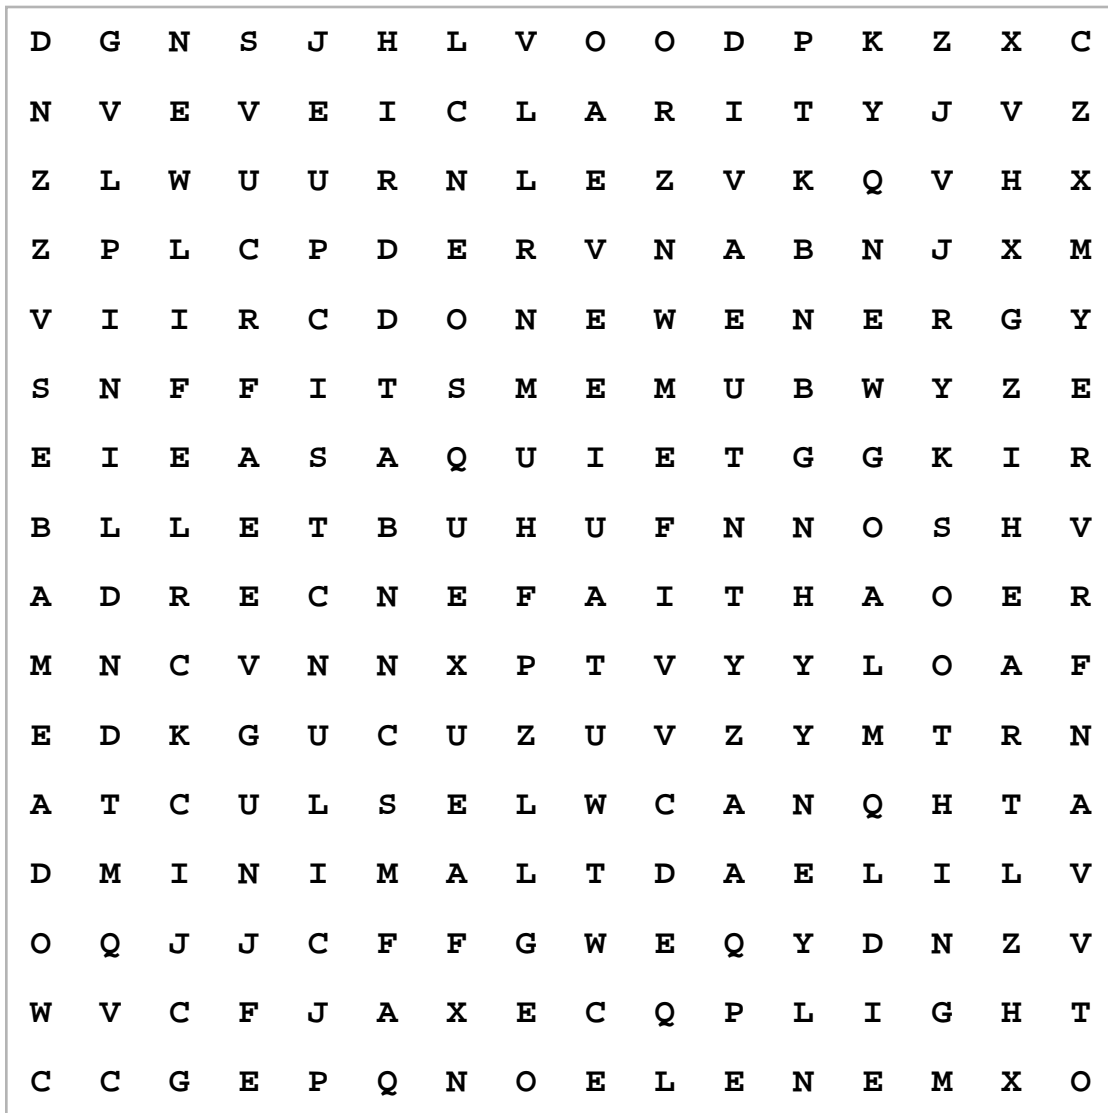 D G N S J H L V O O D P K Z X C
N V E V E I C L A R I T Y J V Z
Z L W U U R N L E Z V K Q V H X
Z P L C P D E R V N A B N J X M
V I I R C D O N E W E N E R G Y
S N F F I T S M E M U B W Y Z E
E I E A S A Q U I E T G G K I R
B L L E T B U H U F N N O S H V
A D R E C N E F A I T H A O E R
M N C V N N X P T V Y Y L O A F
E D K G U C U Z U V Z Y M T R N
A T C U L S E L W C A N Q H T A
D M I N I M A L T D A E L I L V
O Q J J C F F G W E Q Y D N Z V
W V C F J A X E C Q P L I G H T
C C G E P Q N O E L E N E M X O